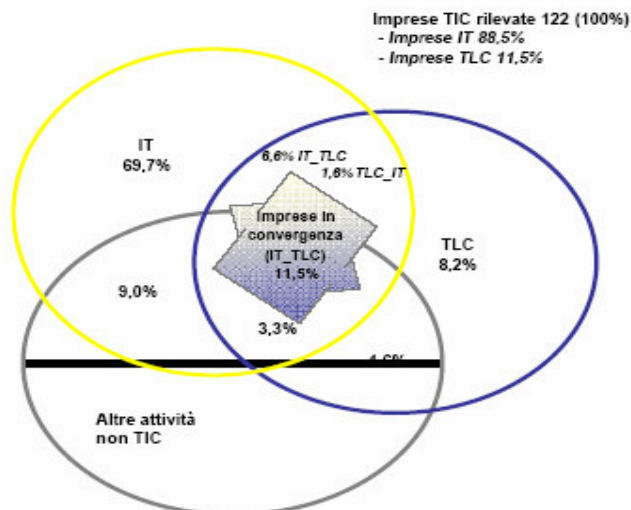 Imprese TIC rilevate 122 (100%)
- Imprese IT 88,5%
- Imprese TLC 11,5%
IT
69,7%
6,6% IT_TLC
1,6% TLC_IT
Imprese in
convergenza
(IT_TLC)
11,5%
TLC
8,2%
9,0%
3,3%
Altre attività
non TIC